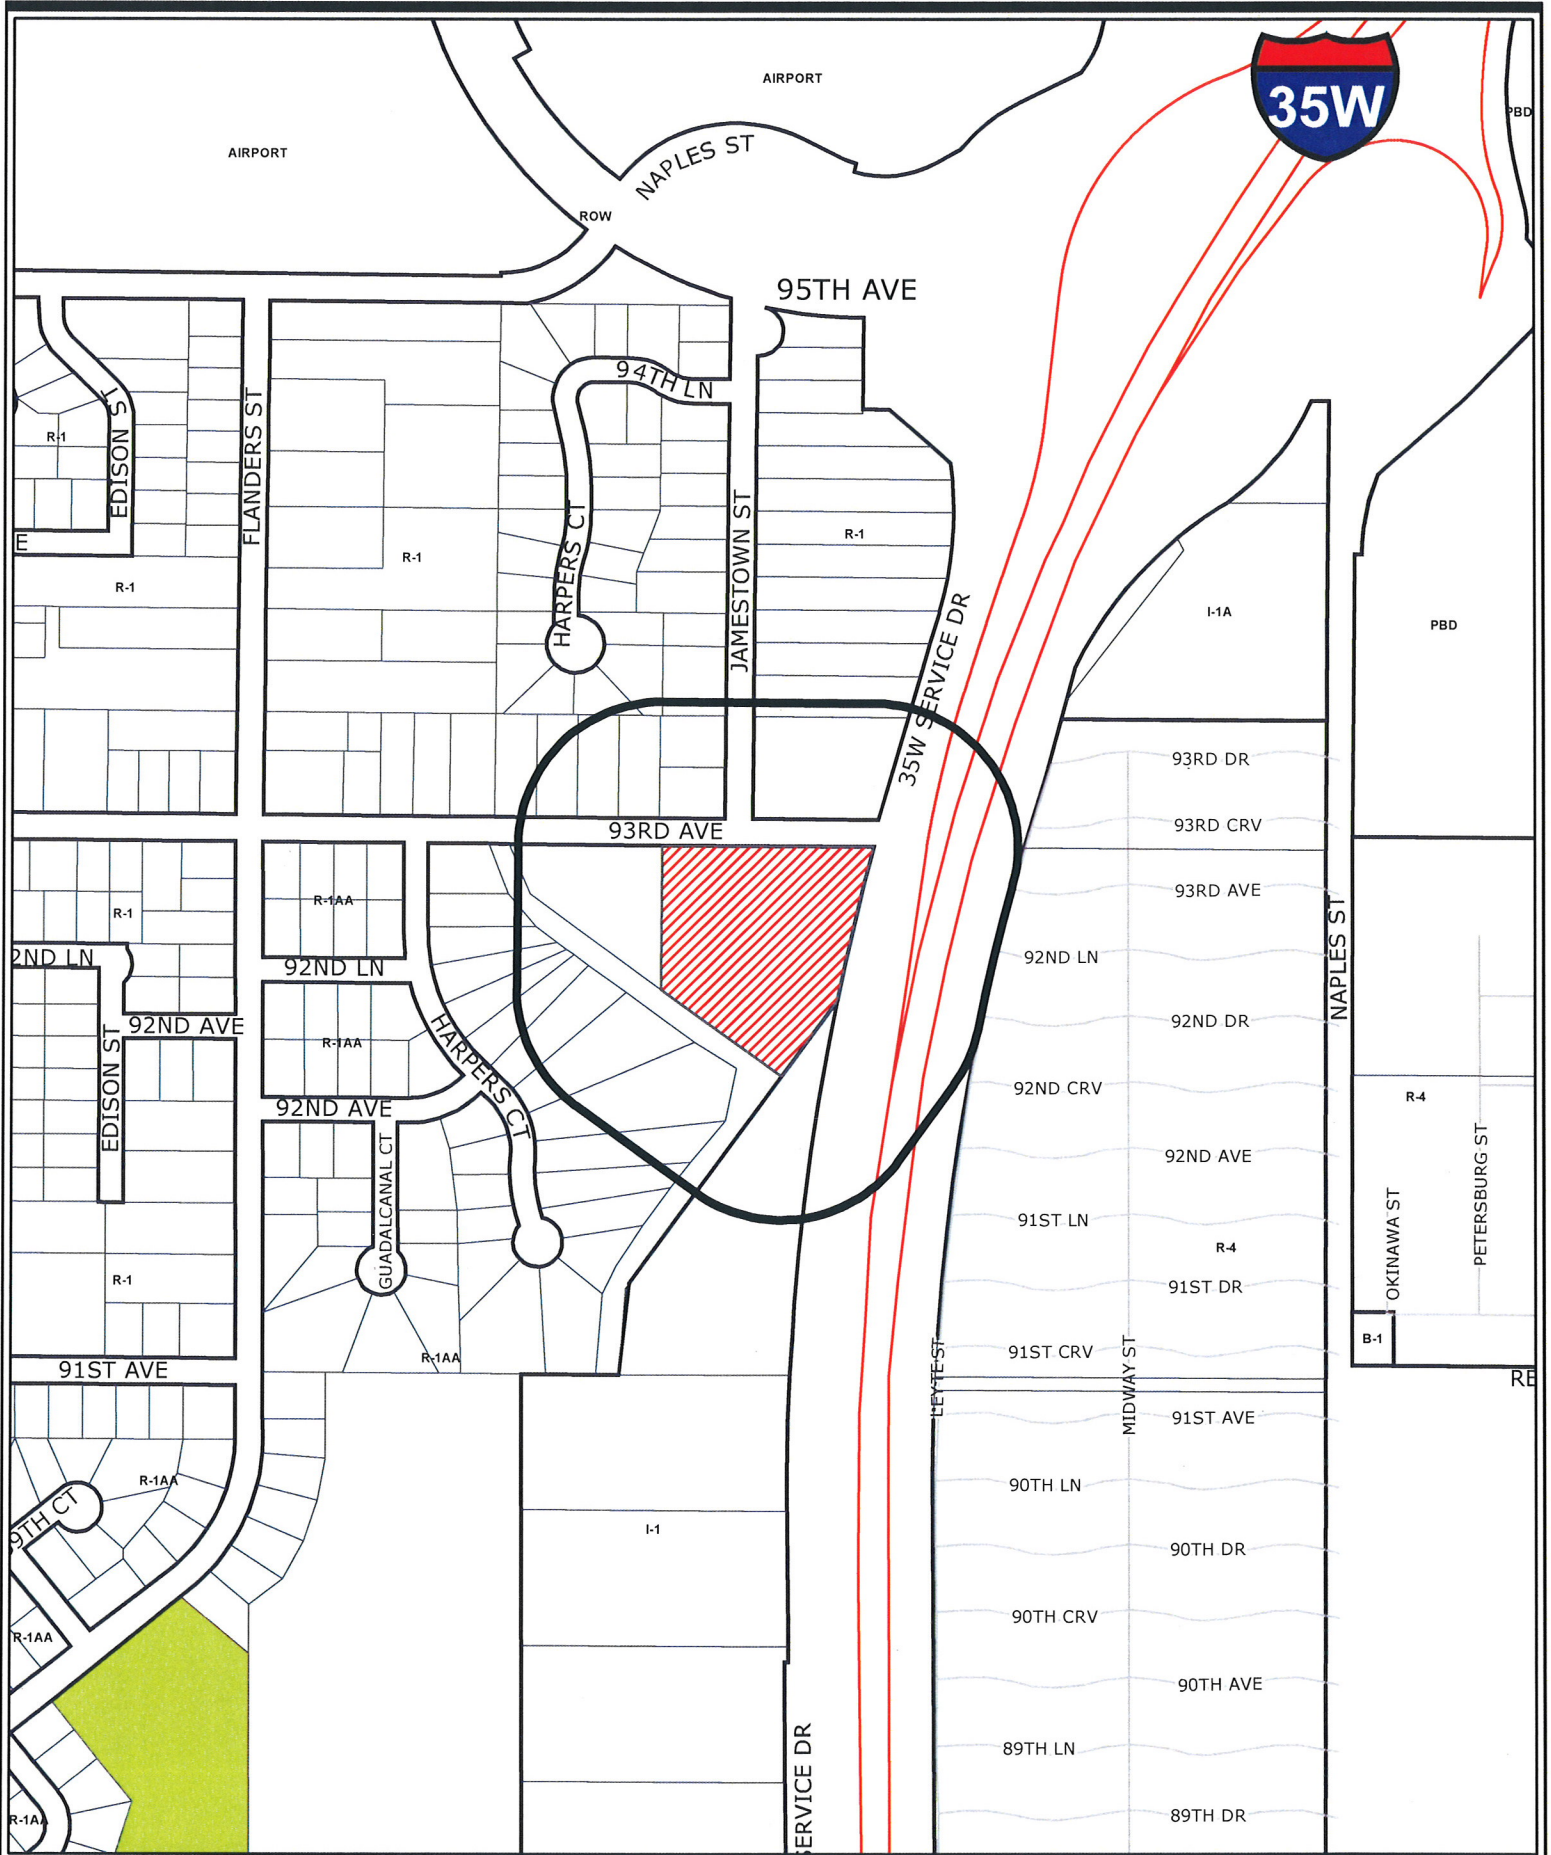 AIRPORT
35W
PBD
AIRPORT
NAPLES ST
ROW
95TH AVE
94TH LN
EDISON ST
FLANDERS ST
R-1
HARPERS CT
JAMESTOWN ST
R-1
E
R-1
R-1
35W SERVICE DR
I-1A
PBD
93RD DR
93RD CRV
93RD AVE
93RD AVE
R-1
R-1AA
NAPLES ST
2ND LN
92ND LN
92ND LN
92ND AVE
92ND DR
EDISON ST
R-1AA
HARPERS CT
92ND CRV
R-4
92ND AVE
92ND AVE
GUADALCANAL CT
PETERSBURG ST
OKINAWA ST
91ST LN
R-4
R-1
91ST DR
B-1
R-1AA
LEYTE ST
91ST CRV
MIDWAY ST
91ST AVE
RE
91ST AVE
R-1AA
90TH LN
9TH CT
I-1
90TH DR
90TH CRV
R-1AA
90TH AVE
89TH LN
SERVICE DR
R-1AA
89TH DR